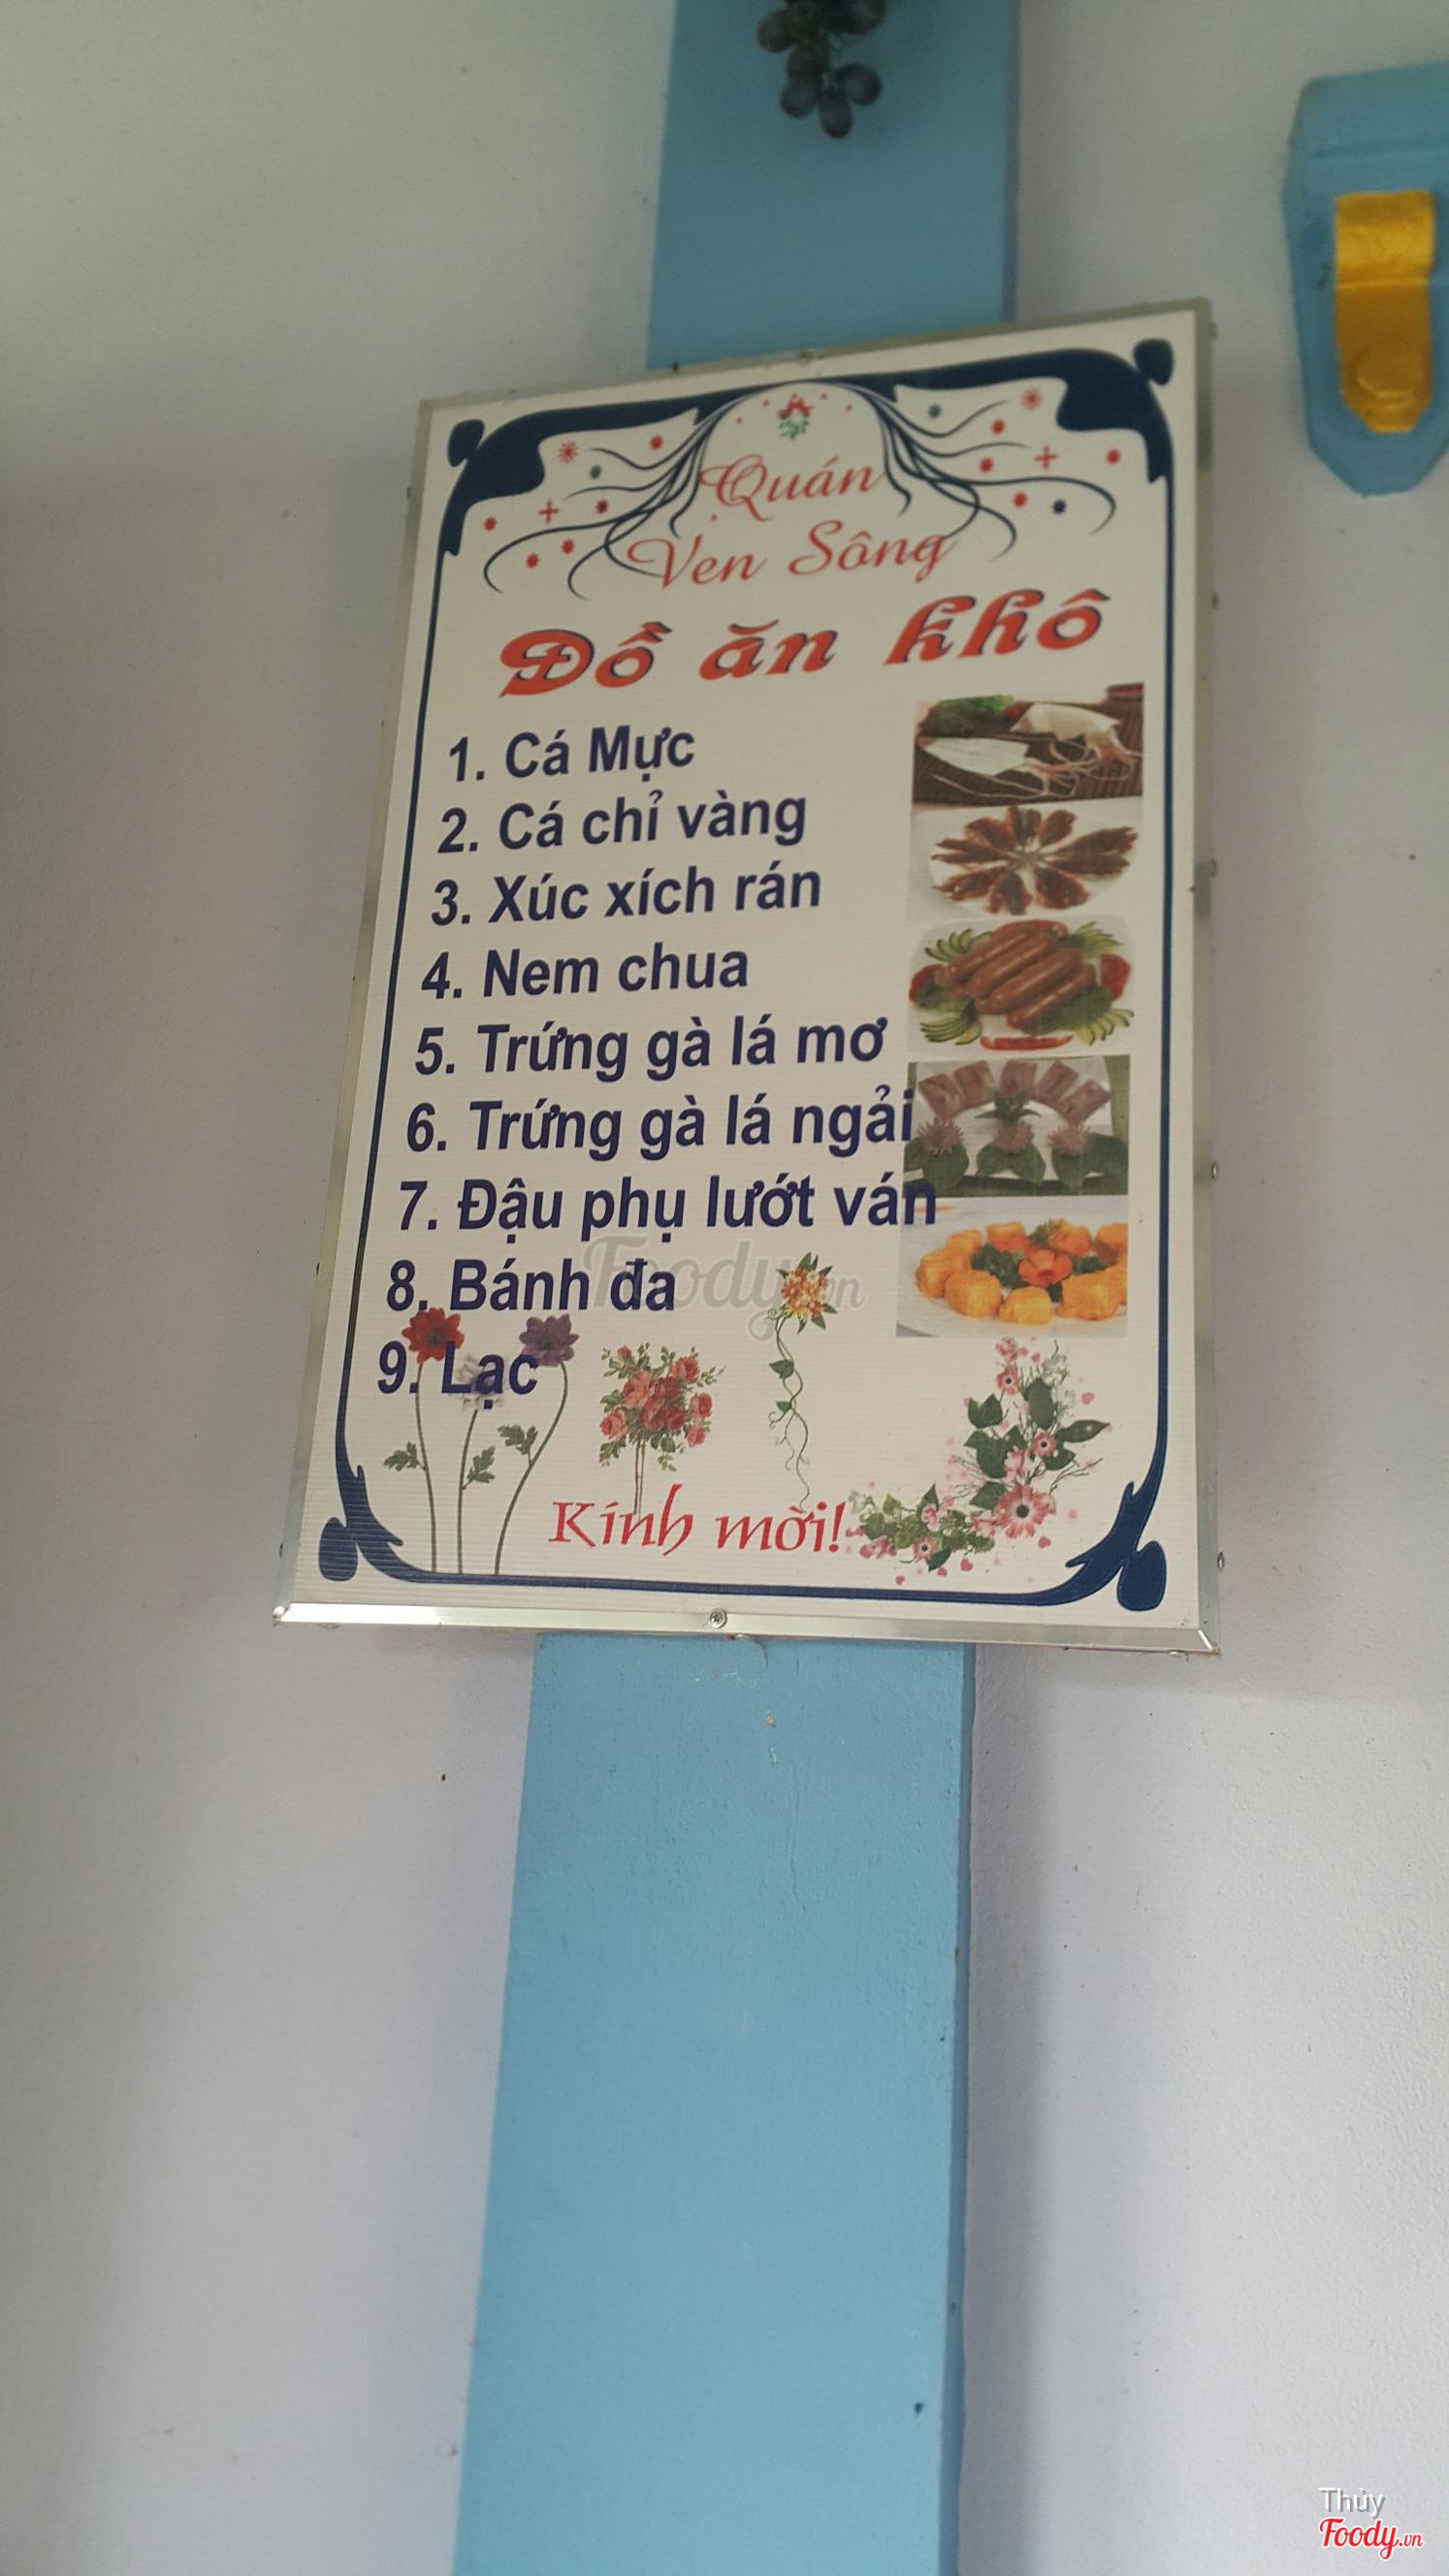 Quán
Ven Sông
Đồ ăn khô
1. Cá Mực
2. Cá chỉ vàng
3. Xúc xích rán
4. Nem chua
5. Trứng gà lá mơ
6. Trứng gà lá ngải
7. Đậu phụ lướt ván
8. Bánh đa
9. Lạc
Kính mời!
Foody.vn
Thủy
Foody.vn